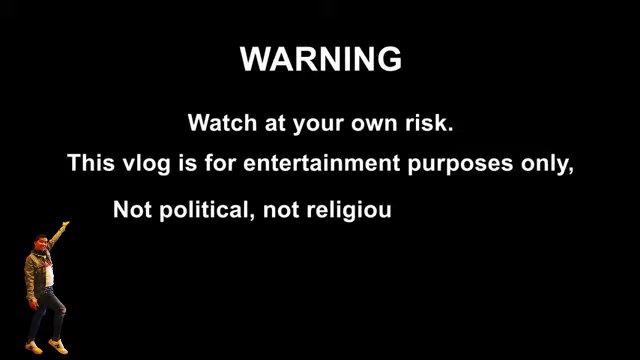 WARNING
Watch at your own risk.
This vlog is for entertainment purposes only,
Not political, not religiou